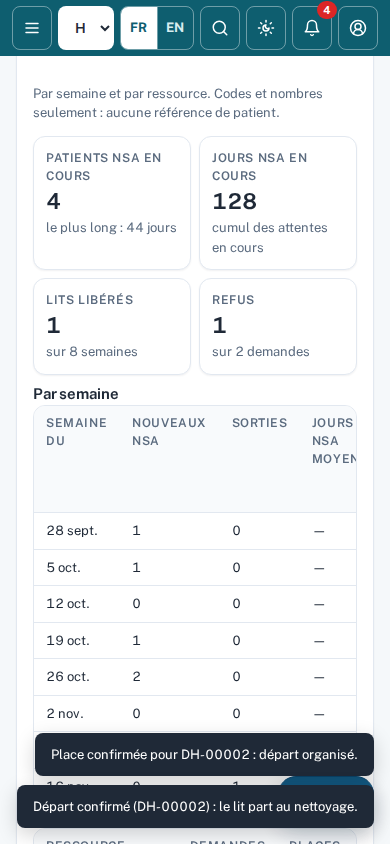 H
FR
EN
4
Par semaine et par ressource. Codes et nombres
seulement : aucune référence de patient.
PATIENTS NSA EN
COURS
4
le plus long : 44 jours
JOURS NSA EN
COURS
128
cumul des attentes
en cours
LITS LIBÉRÉS
1
sur 8 semaines
REFUS
1
sur 2 demandes
Par semaine
SEMAINE
DU
NOUVEAUX
NSA
SORTIES
JOURS
NSA
MOYEN
28 sept. 1 0 —
5 oct. 1 0 —
12 oct. 0 0 —
19 oct. 1 0 —
26 oct. 2 0 —
2 nov. 0 0 —
Place confirmée pour DH-00002 : départ organisé.
Départ confirmé (DH-00002) : le lit part au nettoyage.
RESSOURCE DEMANDES PLACES